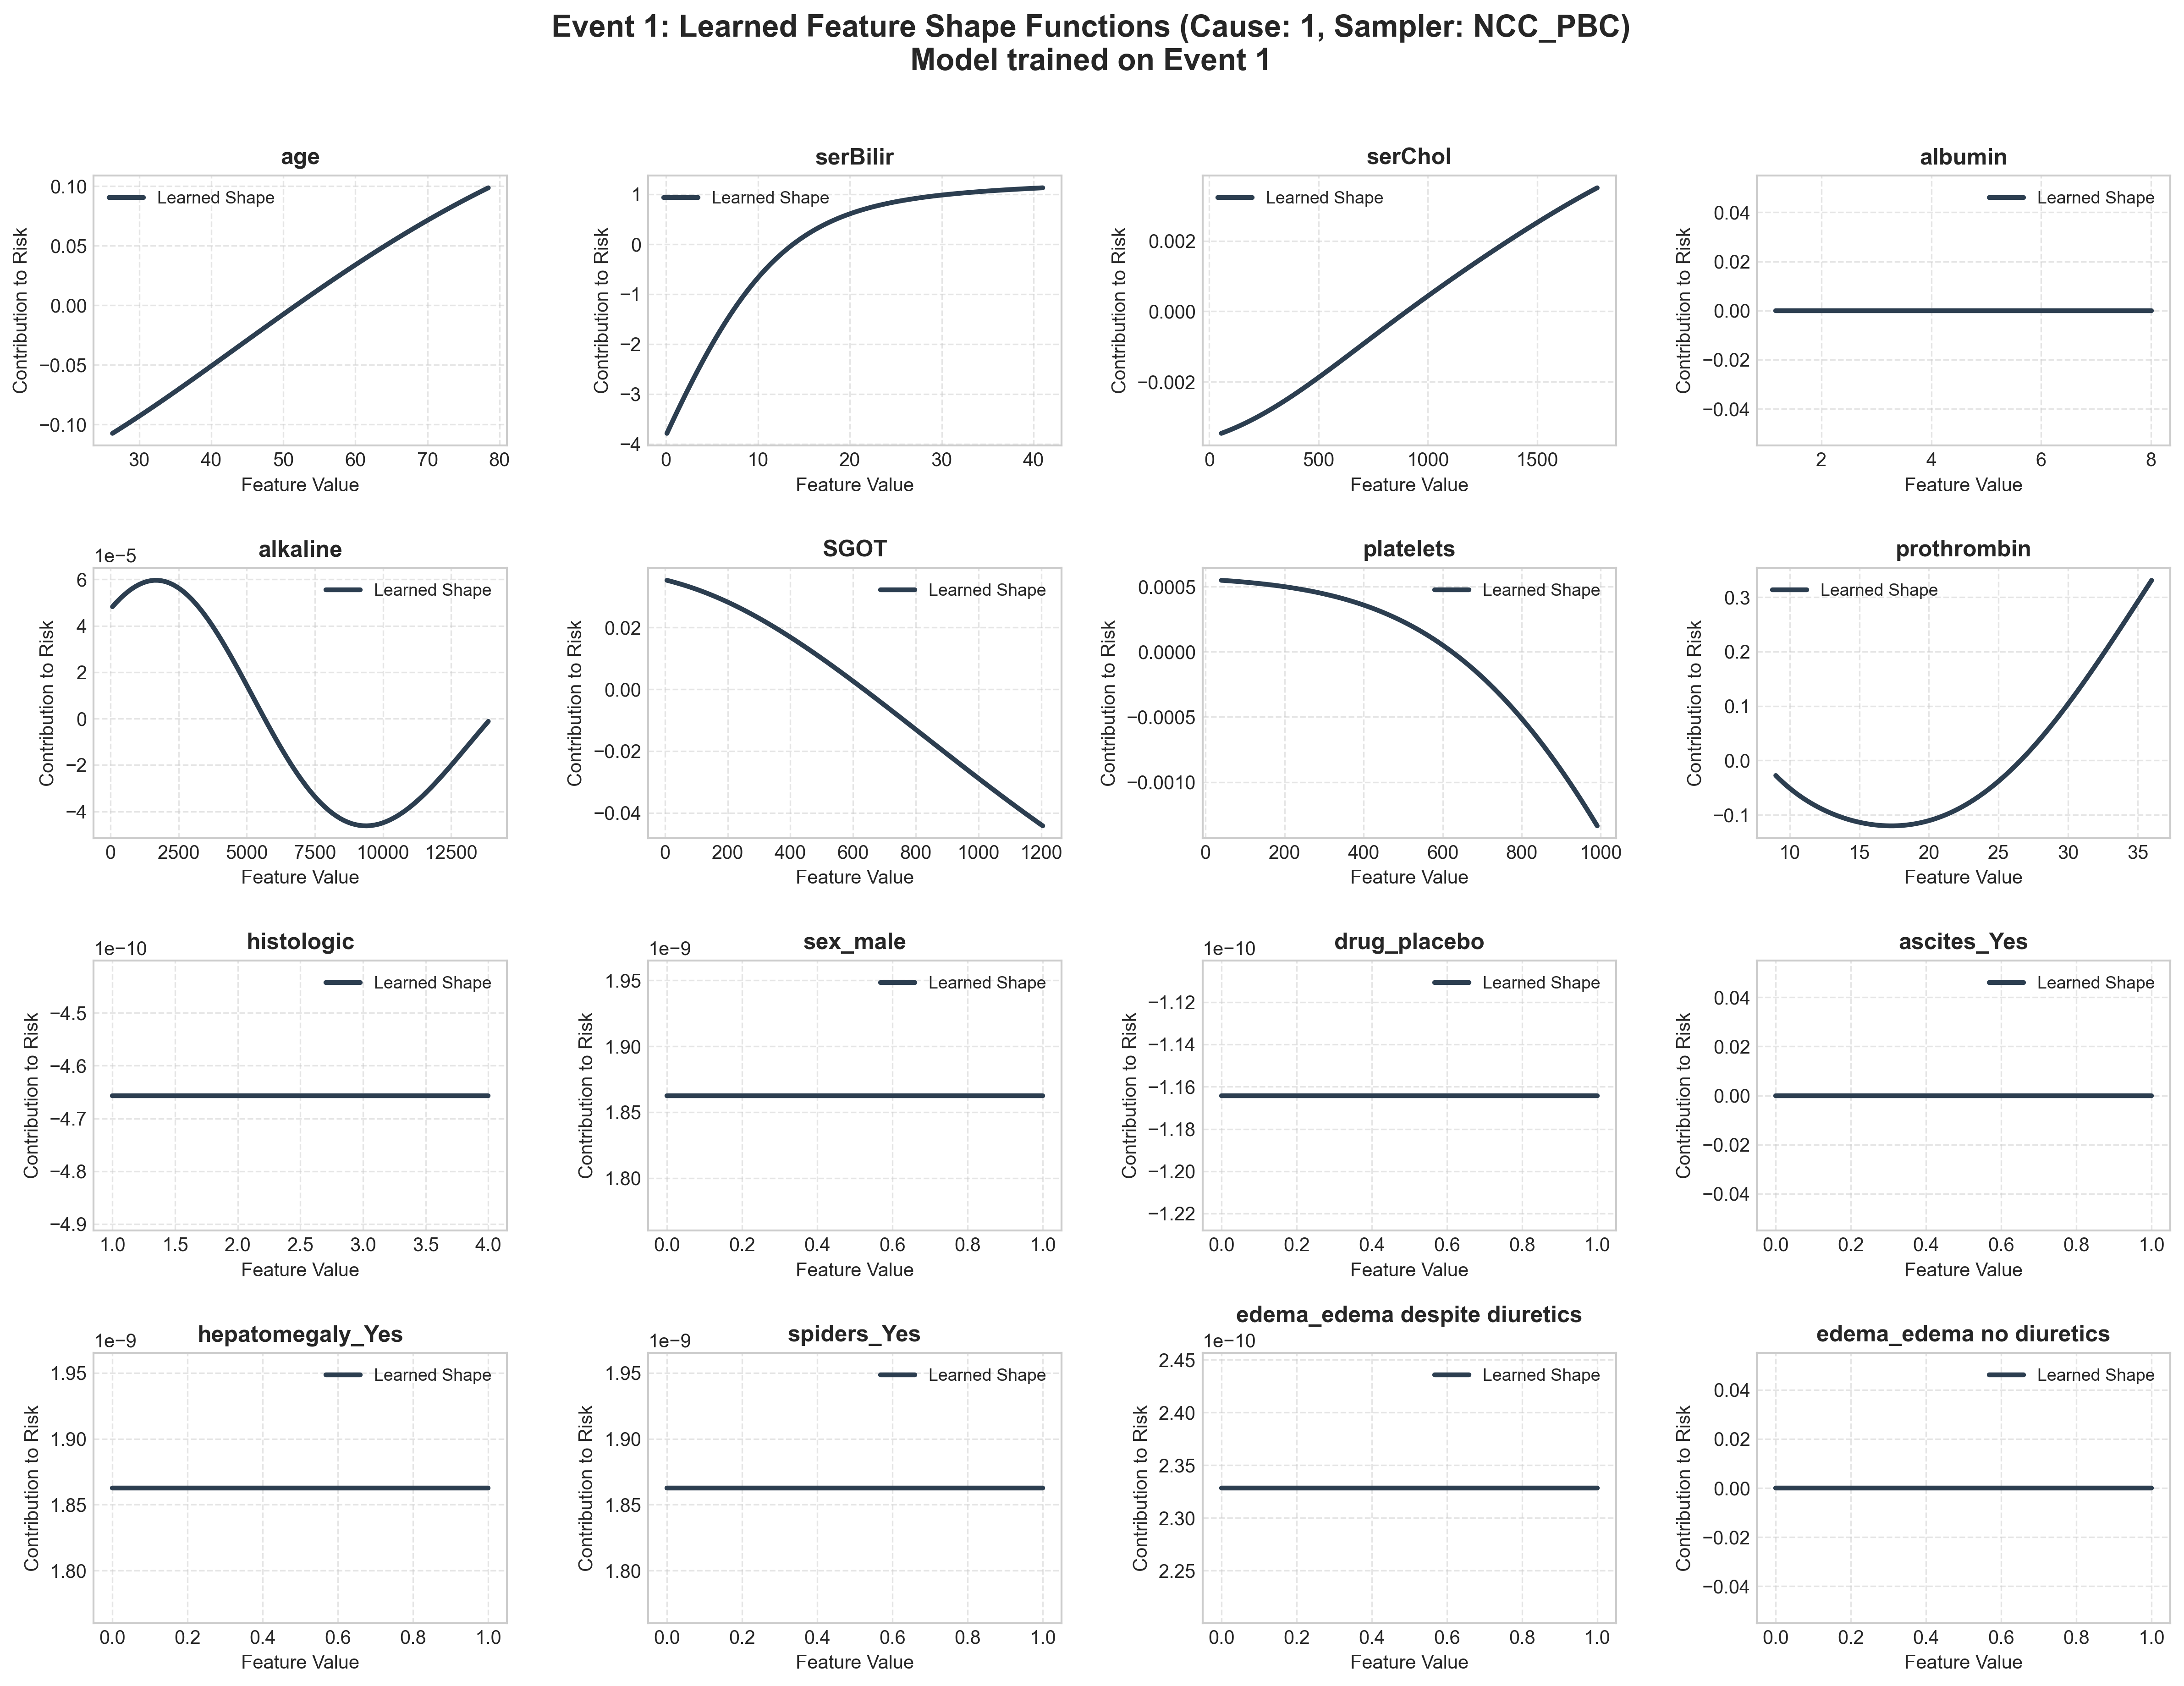 Event 1: Learned Feature Shape Functions (Cause: 1, Sampler: NCC_PBC)
Model trained on Event 1
age
Learned Shape
Contribution to Risk
0.10
0.05
0.00
−0.05
−0.10
30 40 50 60 70 80
Feature Value
serBilir
Learned Shape
Contribution to Risk
1
0
−1
−2
−3
−4
0 10 20 30 40
Feature Value
serChol
Learned Shape
Contribution to Risk
0.002
0.000
−0.002
0 500 1000 1500
Feature Value
albumin
Learned Shape
Contribution to Risk
0.04
0.02
0.00
−0.02
−0.04
2 4 6 8
Feature Value
alkaline
1e−5
Learned Shape
Contribution to Risk
6
4
2
0
−2
−4
0 2500 5000 7500 10000 12500
Feature Value
SGOT
Learned Shape
Contribution to Risk
0.02
0.00
−0.02
−0.04
0 200 400 600 800 1000 1200
Feature Value
platelets
Learned Shape
Contribution to Risk
0.0005
0.0000
−0.0005
−0.0010
0 200 400 600 800 1000
Feature Value
prothrombin
Learned Shape
Contribution to Risk
0.3
0.2
0.1
0.0
−0.1
10 15 20 25 30 35
Feature Value
histologic
1e−10
Learned Shape
Contribution to Risk
−4.5
−4.6
−4.7
−4.8
−4.9
1.0 1.5 2.0 2.5 3.0 3.5 4.0
Feature Value
sex_male
1e−9
Learned Shape
Contribution to Risk
1.95
1.90
1.85
1.80
0.0 0.2 0.4 0.6 0.8 1.0
Feature Value
drug_placebo
1e−10
Learned Shape
Contribution to Risk
−1.12
−1.14
−1.16
−1.18
−1.20
−1.22
0.0 0.2 0.4 0.6 0.8 1.0
Feature Value
ascites_Yes
Learned Shape
Contribution to Risk
0.04
0.02
0.00
−0.02
−0.04
0.0 0.2 0.4 0.6 0.8 1.0
Feature Value
hepatomegaly_Yes
1e−9
Learned Shape
Contribution to Risk
1.95
1.90
1.85
1.80
0.0 0.2 0.4 0.6 0.8 1.0
Feature Value
spiders_Yes
1e−9
Learned Shape
Contribution to Risk
1.95
1.90
1.85
1.80
0.0 0.2 0.4 0.6 0.8 1.0
Feature Value
edema_edema despite diuretics
1e−10
Learned Shape
Contribution to Risk
2.45
2.40
2.35
2.30
2.25
0.0 0.2 0.4 0.6 0.8 1.0
Feature Value
edema_edema no diuretics
Learned Shape
Contribution to Risk
0.04
0.02
0.00
−0.02
−0.04
0.0 0.2 0.4 0.6 0.8 1.0
Feature Value